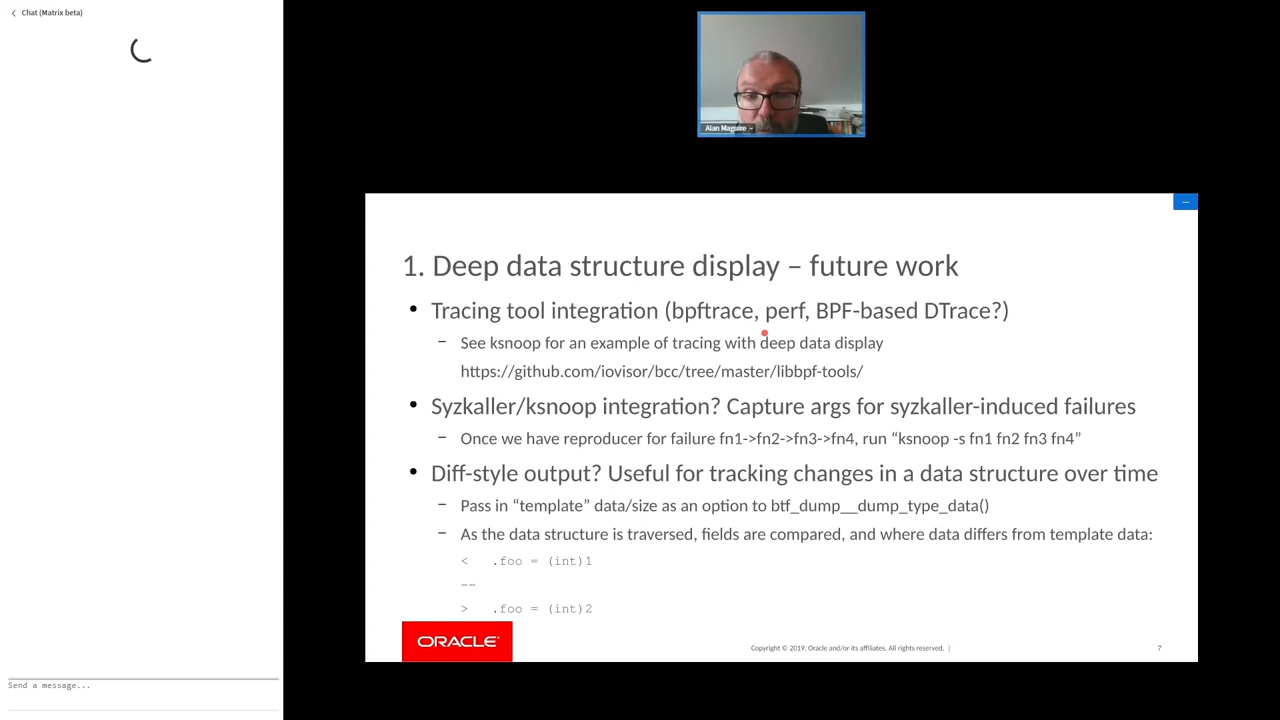 Chat (Matrix beta)
Alan Maguire
1. Deep data structure display – future work
• Tracing tool integration (bpftrace, perf, BPF-based DTrace?)
– See ksnoop for an example of tracing with deep data display
https://github.com/iovisor/bcc/tree/master/libbpf-tools/
• Syzkaller/ksnoop integration? Capture args for syzkaller-induced failures
– Once we have reproducer for failure fn1->fn2->fn3->fn4, run “ksnoop -s fn1 fn2 fn3 fn4”
• Diff-style output? Useful for tracking changes in a data structure over time
– Pass in “template” data/size as an option to btf_dump__dump_type_data()
– As the data structure is traversed, fields are compared, and where data differs from template data:
< .foo = (int)1
--
> .foo = (int)2
ORACLE®
Copyright © 2019, Oracle and/or its affiliates. All rights reserved. |
7
Send a message...